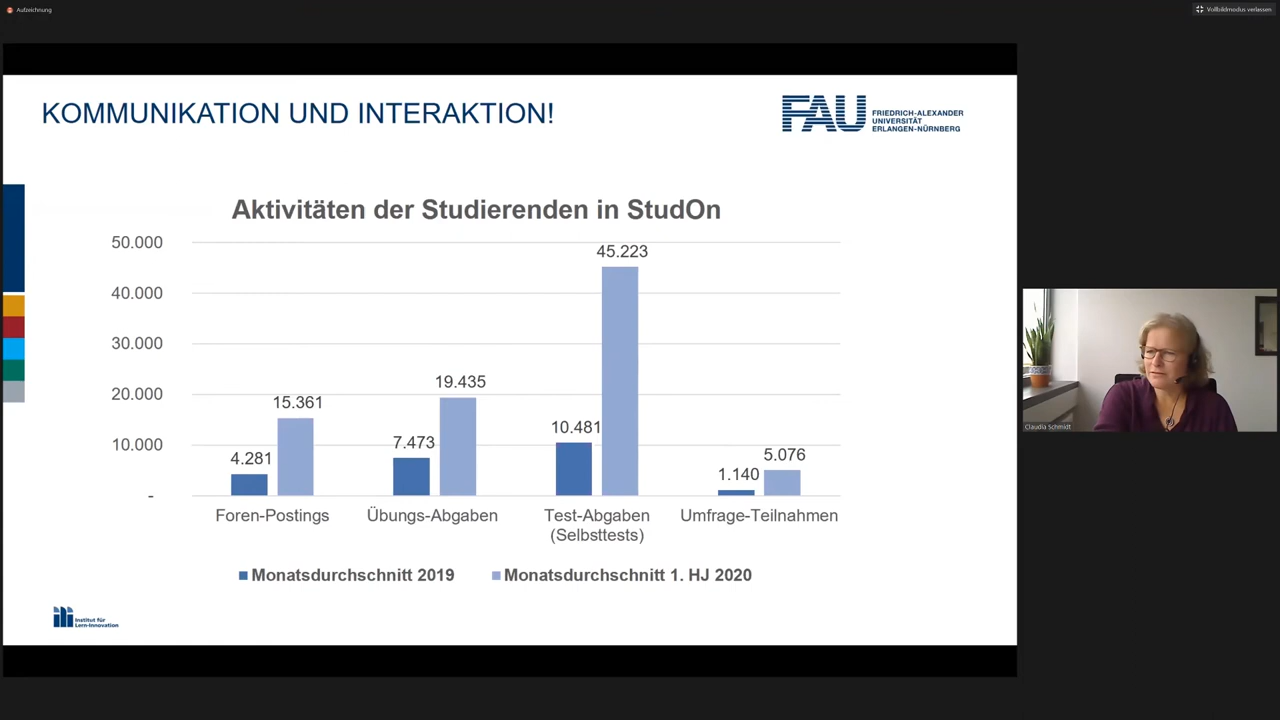 Aufzeichnung
Vollbildmodus verlassen
KOMMUNIKATION UND INTERAKTION!
FAU
FRIEDRICH-ALEXANDER
UNIVERSITÄT
ERLANGEN-NÜRNBERG
Aktivitäten der Studierenden in StudOn
50.000
40.000
30.000
20.000
10.000
-
4.281
15.361
7.473
19.435
10.481
45.223
1.140
5.076
Foren-Postings
Übungs-Abgaben
Test-Abgaben
(Selbsttests)
Umfrage-Teilnahmen
Monatsdurchschnitt 2019
Monatsdurchschnitt 1. HJ 2020
ili
Institut für
Lern-Innovation
Claudia Schmidt